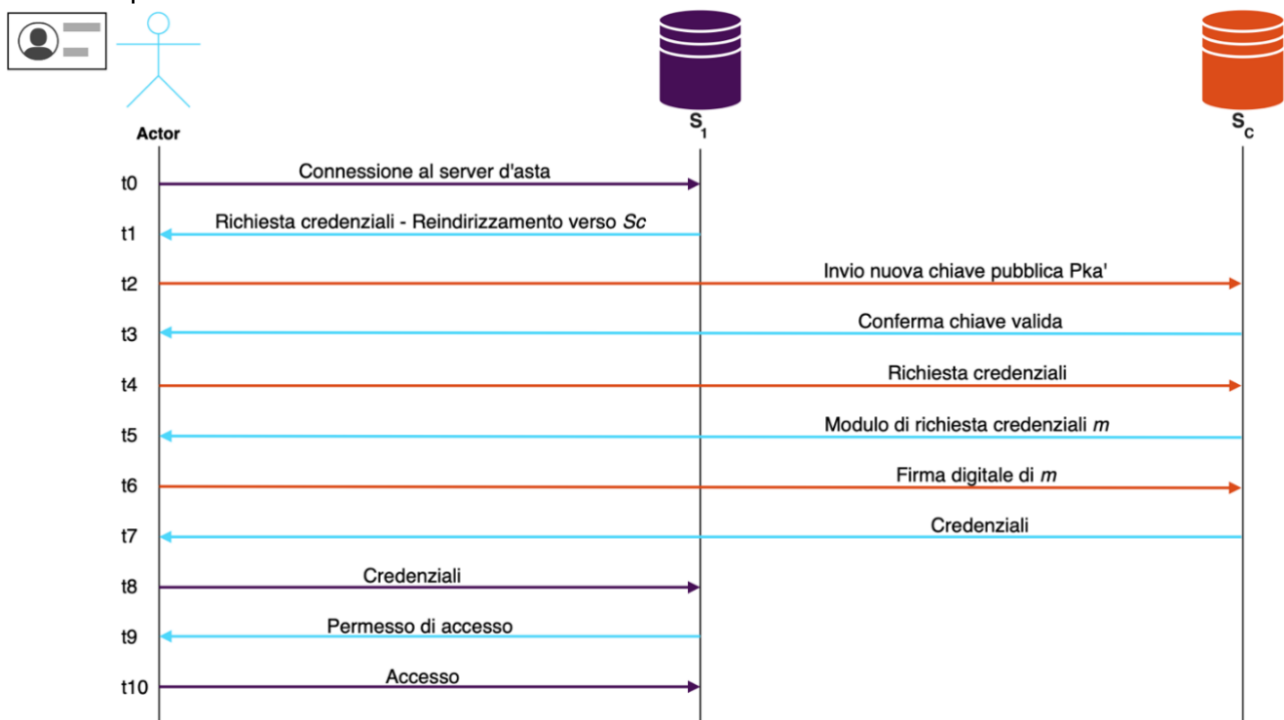 Actor
S1
Sc
t0
Connessione al server d'asta
t1
Richiesta credenziali - Reindirizzamento verso Sc
t2
Invio nuova chiave pubblica Pka'
t3
Conferma chiave valida
t4
Richiesta credenziali
t5
Modulo di richiesta credenziali m
t6
Firma digitale di m
t7
Credenziali
t8
Credenziali
t9
Permesso di accesso
t10
Accesso